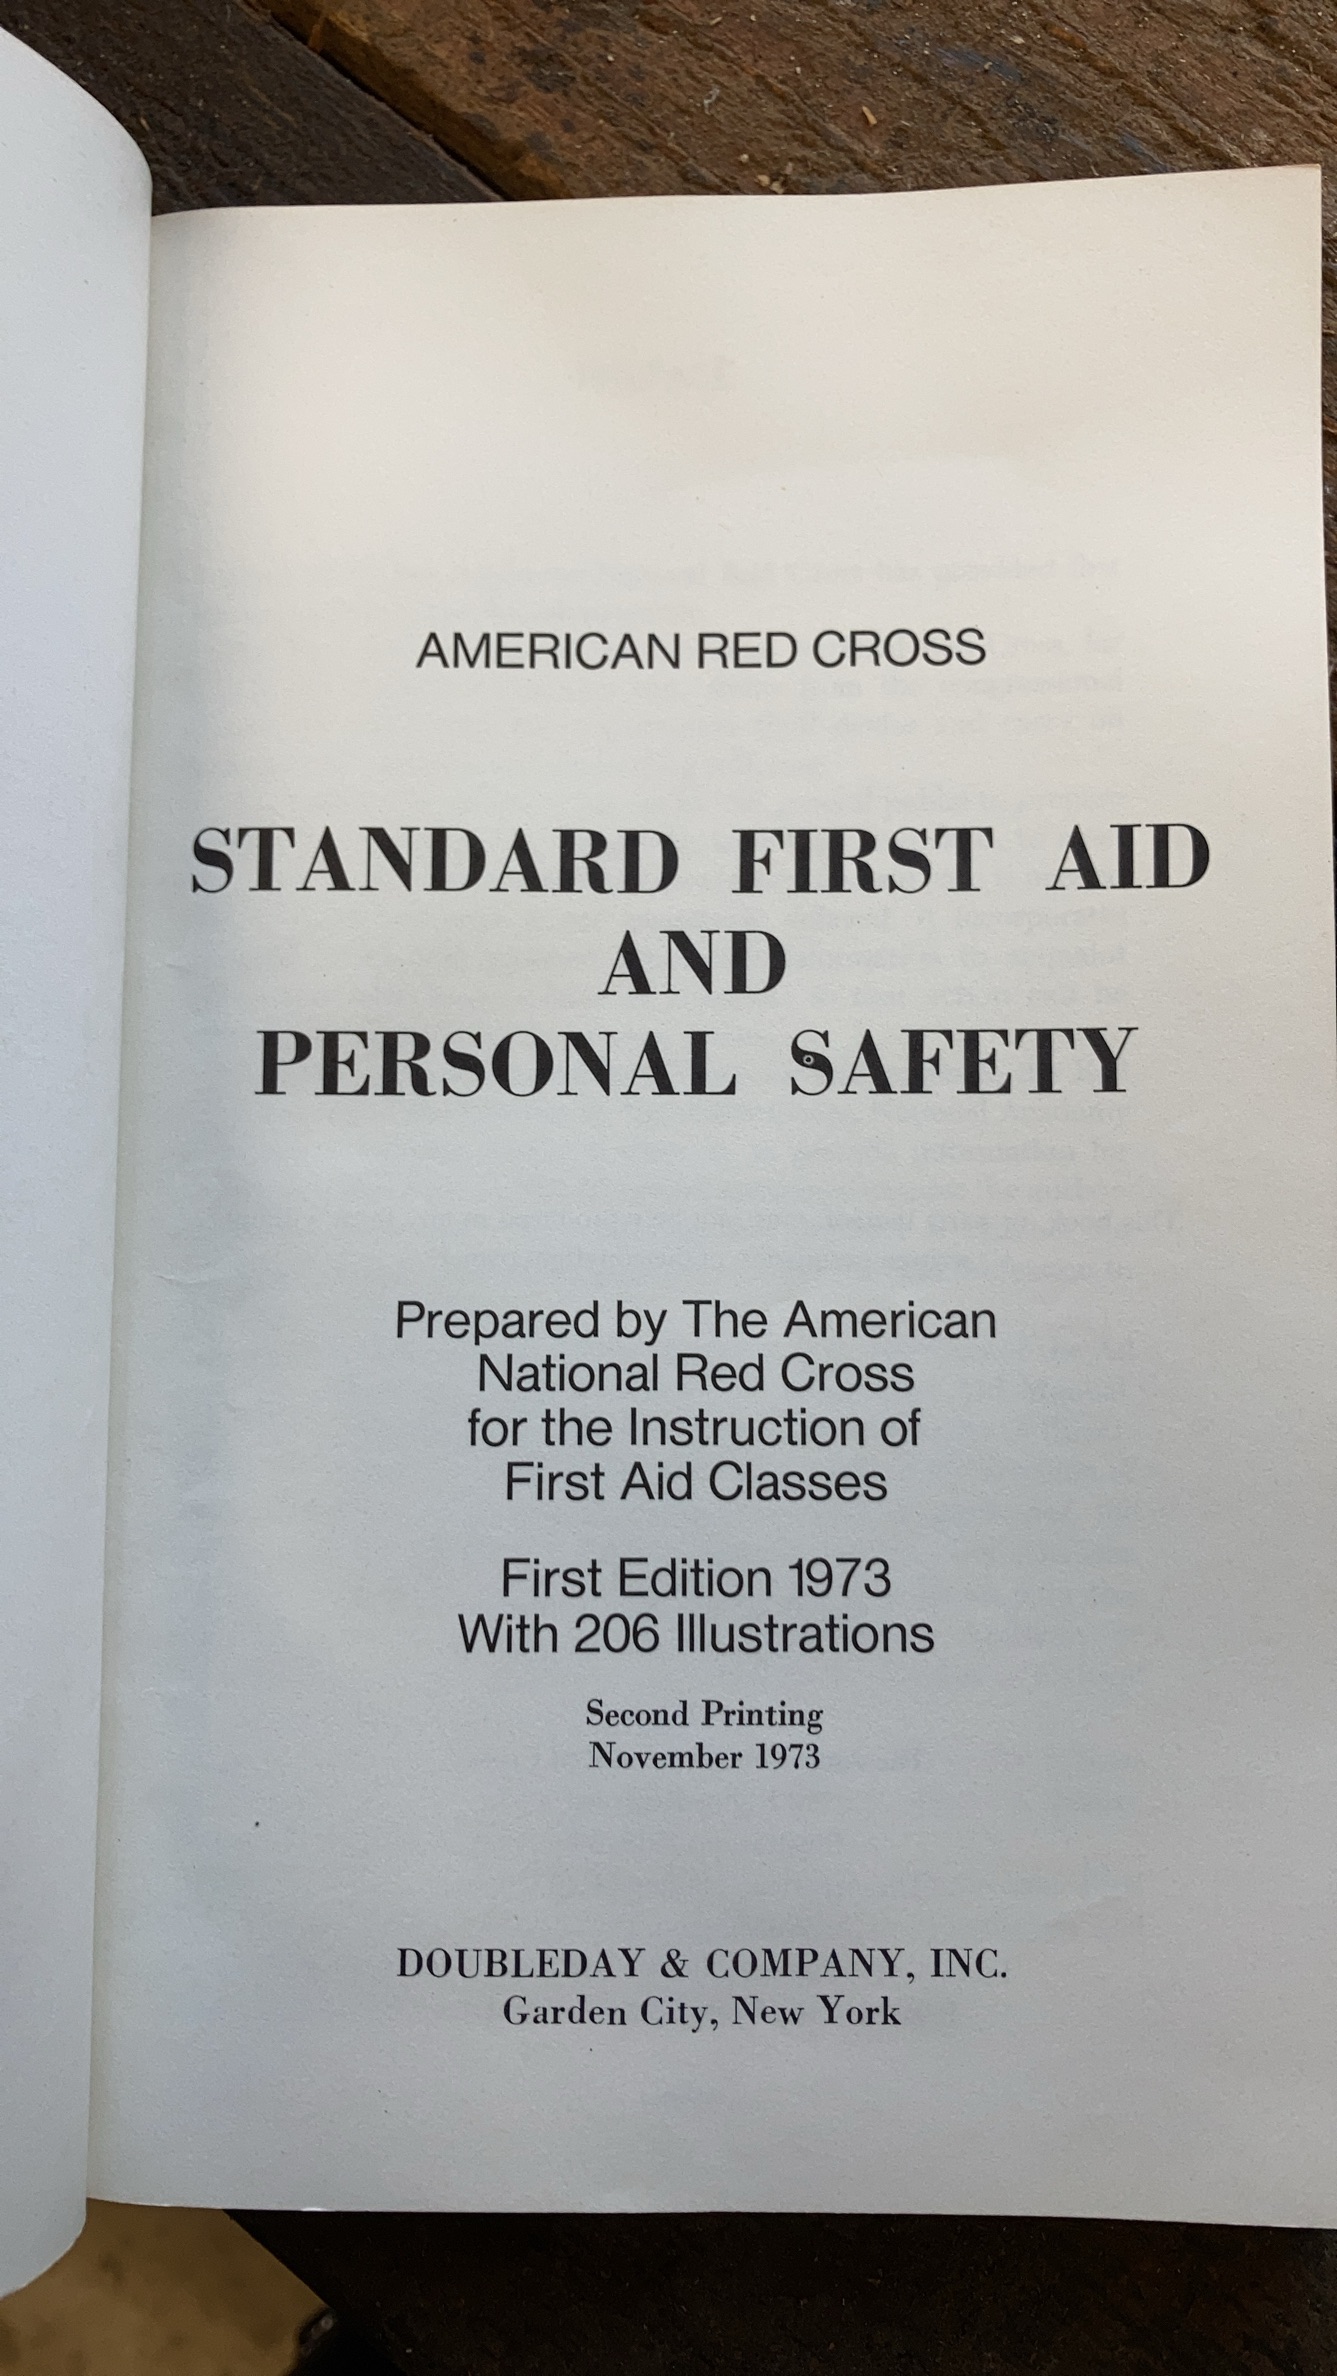 AMERICAN RED CROSS
STANDARD FIRST AID
AND
PERSONAL SAFETY
Prepared by The American
National Red Cross
for the Instruction of
First Aid Classes
First Edition 1973
With 206 Illustrations
Second Printing
November 1973
DOUBLEDAY & COMPANY, INC.
Garden City, New York